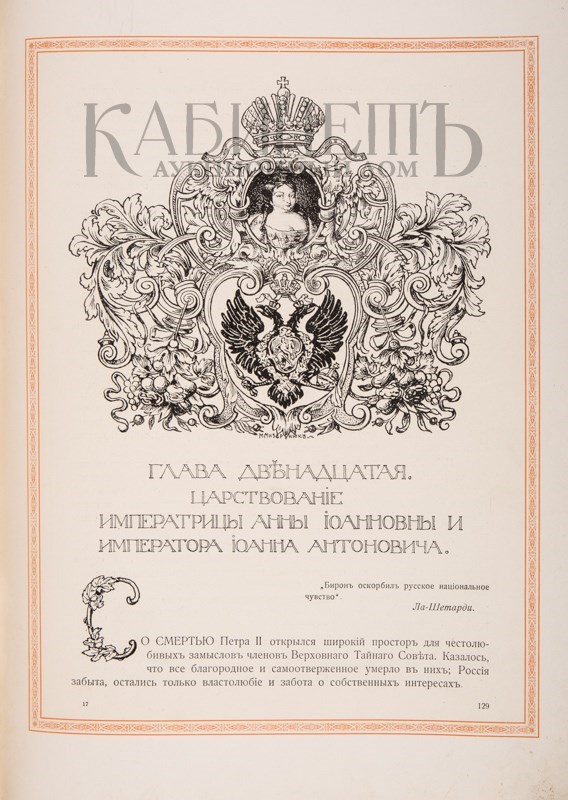 КАБИНЕТЪ
ГЛАВА ДВѢНАДЦАТАЯ.
ЦАРСТВОВАНІЕ
ИМПЕРАТРИЦЫ АННЫ ІОАННОВНЫ И
ИМПЕРАТОРА ІОАННА АНТОНОВИЧА.
„Биронъ оскорбилъ русское національное
чувство“.
Ла-Шетарди.
СО СМЕРТЬЮ Петра II открылся широкій просторъ для честолю-
бивыхъ замысловъ членовъ Верховнаго Тайнаго Совѣта. Казалось,
что все благородное и самоотверженное умерло въ нихъ; Россія
забыта, остались только властолюбіе и забота о собственныхъ интересахъ.
17
129